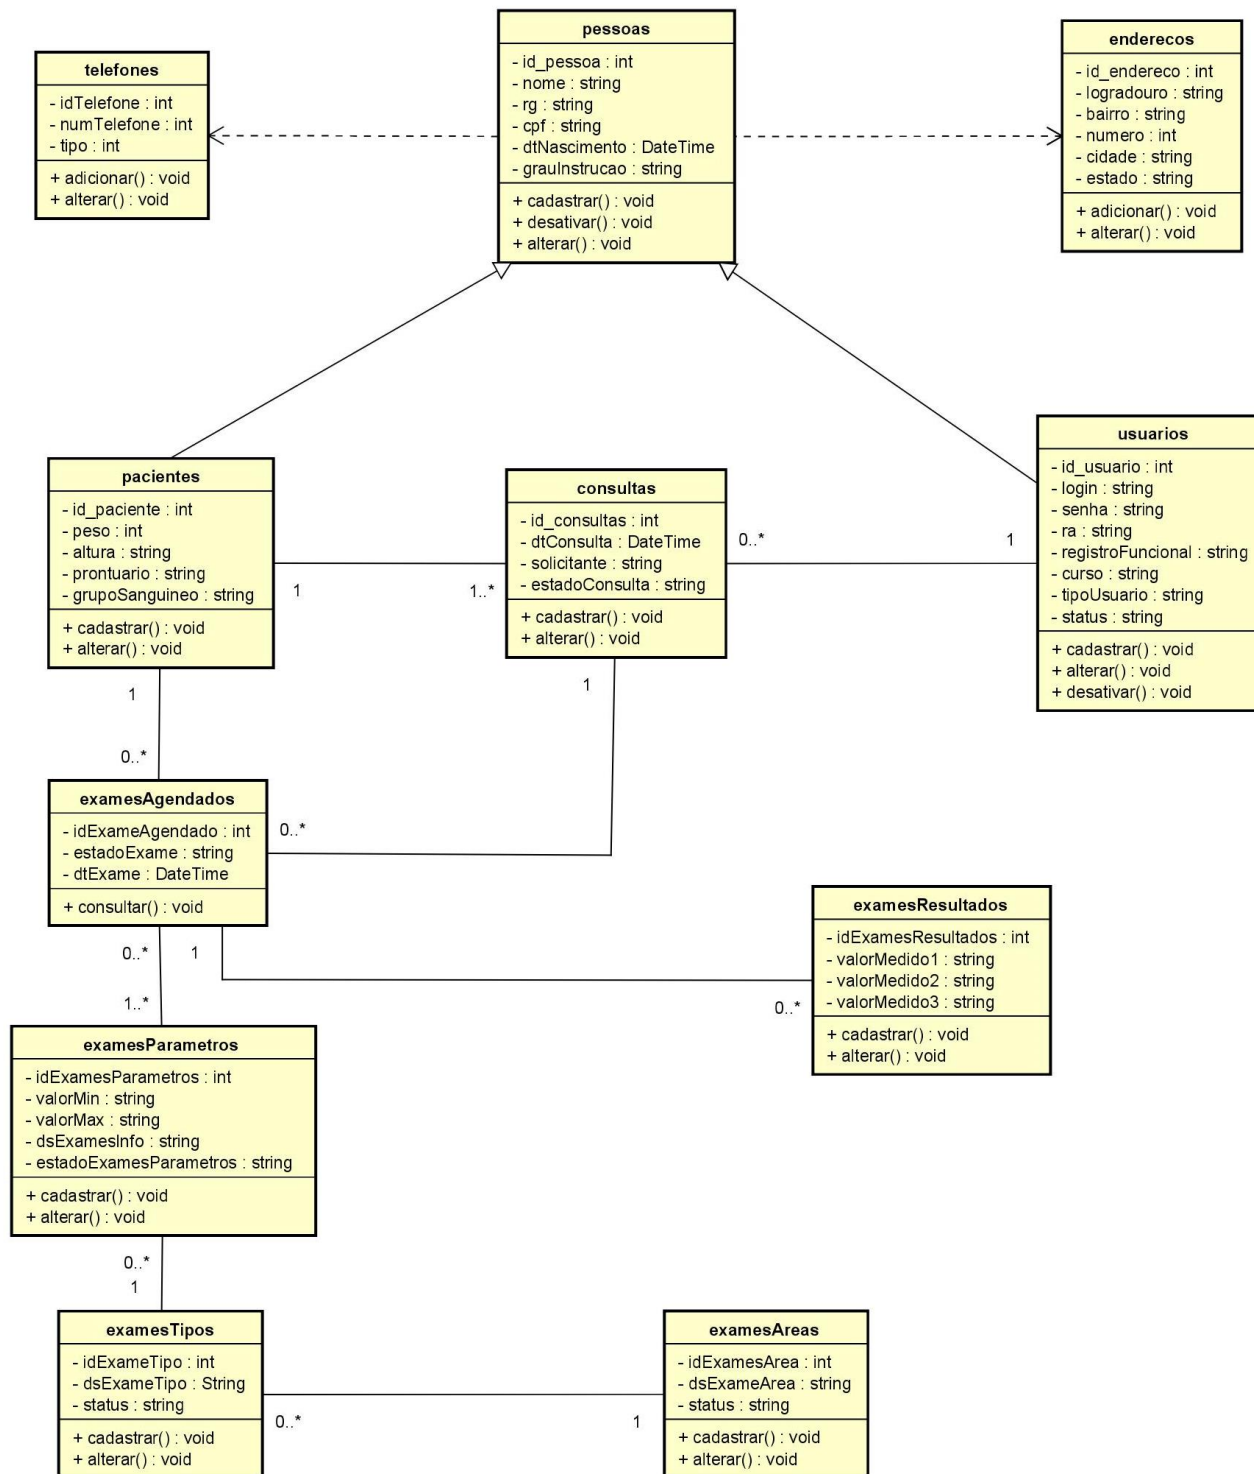 pessoas
- id_pessoa : int
- nome : string
- rg : string
- cpf : string
- dtNascimento : DateTime
- grauInstrucao : string
+ cadastrar() : void
+ desativar() : void
+ alterar() : void
telefones
- idTelefone : int
- numTelefone : int
- tipo : int
+ adicionar() : void
+ alterar() : void
enderecos
- id_endereco : int
- logradouro : string
- bairro : string
- numero : int
- cidade : string
- estado : string
+ adicionar() : void
+ alterar() : void
pacientes
- id_paciente : int
- peso : int
- altura : string
- prontuario : string
- grupoSanguineo : string
+ cadastrar() : void
+ alterar() : void
1
1..*
consultas
- id_consultas : int
- dtConsulta : DateTime
- solicitante : string
- estadoConsulta : string
+ cadastrar() : void
+ alterar() : void
0..*
1
usuarios
- id_usuario : int
- login : string
- senha : string
- ra : string
- registroFuncional : string
- curso : string
- tipoUsuario : string
- status : string
+ cadastrar() : void
+ alterar() : void
+ desativar() : void
1
0..*
1
0..*
examesAgendados
- idExameAgendado : int
- estadoExame : string
- dtExame : DateTime
+ consultar() : void
0..*
1
1..*
0..*
examesResultados
- idExamesResultados : int
- valorMedido1 : string
- valorMedido2 : string
- valorMedido3 : string
+ cadastrar() : void
+ alterar() : void
examesParametros
- idExamesParametros : int
- valorMin : string
- valorMax : string
- dsExamesInfo : string
- estadoExamesParametros : string
+ cadastrar() : void
+ alterar() : void
0..*
1
examesTipos
- idExameTipo : int
- dsExameTipo : String
- status : string
+ cadastrar() : void
+ alterar() : void
0..*
1
examesAreas
- idExamesArea : int
- dsExameArea : string
- status : string
+ cadastrar() : void
+ alterar() : void